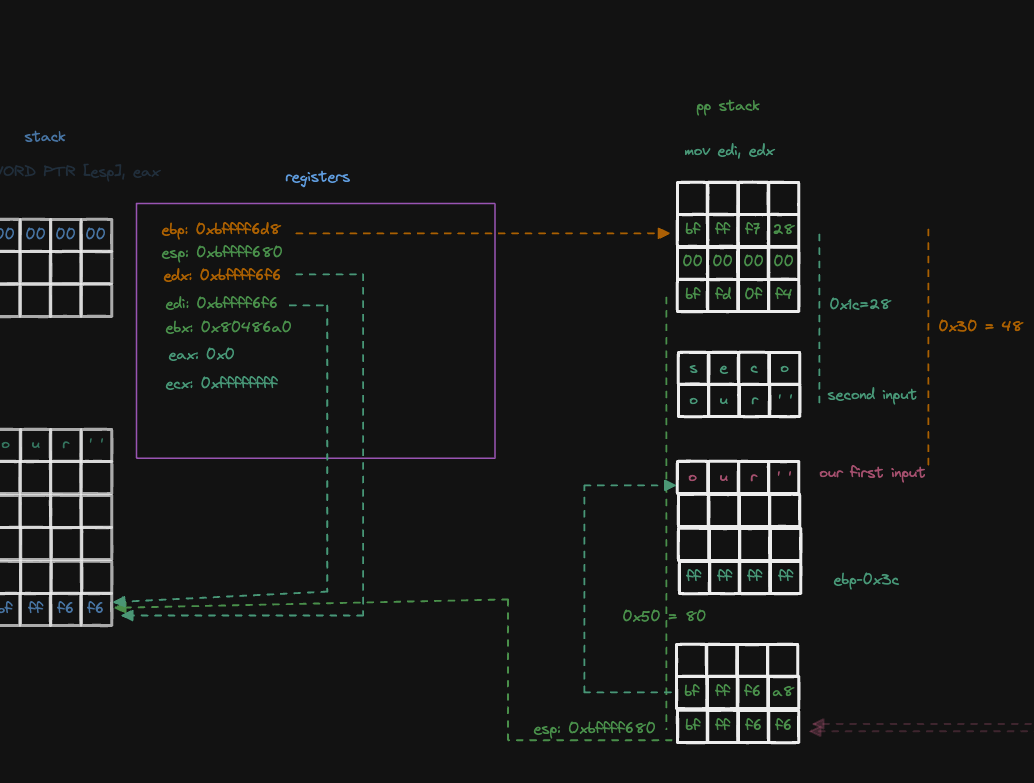 pp stack
stack
mov edi, edx
WORD PTR [esp], eax
registers
00 00 00 00
ebp: 0xbffff6d8
esp: 0xbffff680
edx: 0xbffff6f6
edi: 0xbffff6f6
ebx: 0x80486a0
eax: 0x0
ecx: 0xffffffff
bf ff f7 28
00 00 00 00
bf fd 0f f4
0x1c=28
0x30 = 48
s e c o
o u r ' '
second input
o u r ' '
o u r ' '
our first input
ff ff ff ff
ebp-0x3c
bf ff f6 f6
0x50 = 80
bf ff f6 a8
bf ff f6 f6
esp: 0xbffff680